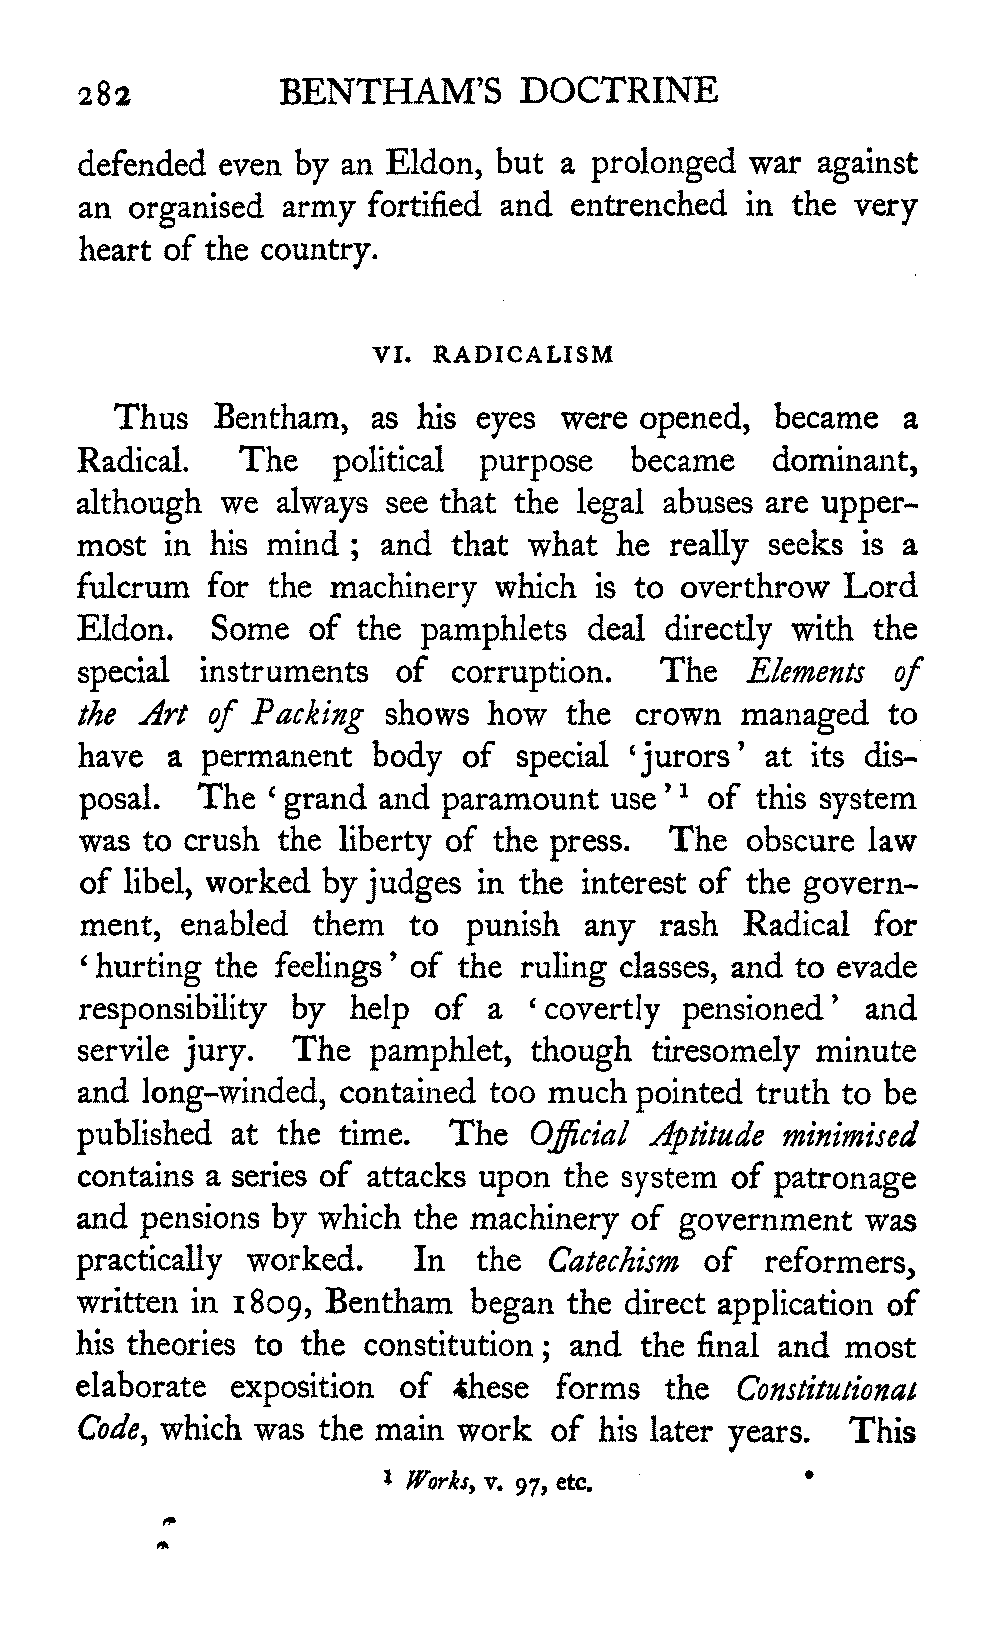 282 BENTHAM'S DOCTRINE
defended even by an Eldon, but a prolonged war against
an organised army fortified and entrenched in the very
heart of the country.
VI. RADICALISM
Thus Bentham, as his eyes were opened, became a
Radical. The political purpose became dominant,
although we always see that the legal abuses are upper-
most in his mind ; and that what he really seeks is a
fulcrum for the machinery which is to overthrow Lord
Eldon. Some of the pamphlets deal directly with the
special instruments of corruption. The Elements of
the Art of Packing shows how the crown managed to
have a permanent body of special ‘jurors’ at its dis-
posal. The ‘grand and paramount use’¹ of this system
was to crush the liberty of the press. The obscure law
of libel, worked by judges in the interest of the govern-
ment, enabled them to punish any rash Radical for
‘hurting the feelings’ of the ruling classes, and to evade
responsibility by help of a ‘covertly pensioned’ and
servile jury. The pamphlet, though tiresomely minute
and long-winded, contained too much pointed truth to be
published at the time. The Official Aptitude minimised
contains a series of attacks upon the system of patronage
and pensions by which the machinery of government was
practically worked. In the Catechism of reformers,
written in 1809, Bentham began the direct application of
his theories to the constitution ; and the final and most
elaborate exposition of these forms the Constitutional
Code, which was the main work of his later years. This
¹ Works, v. 97, etc.